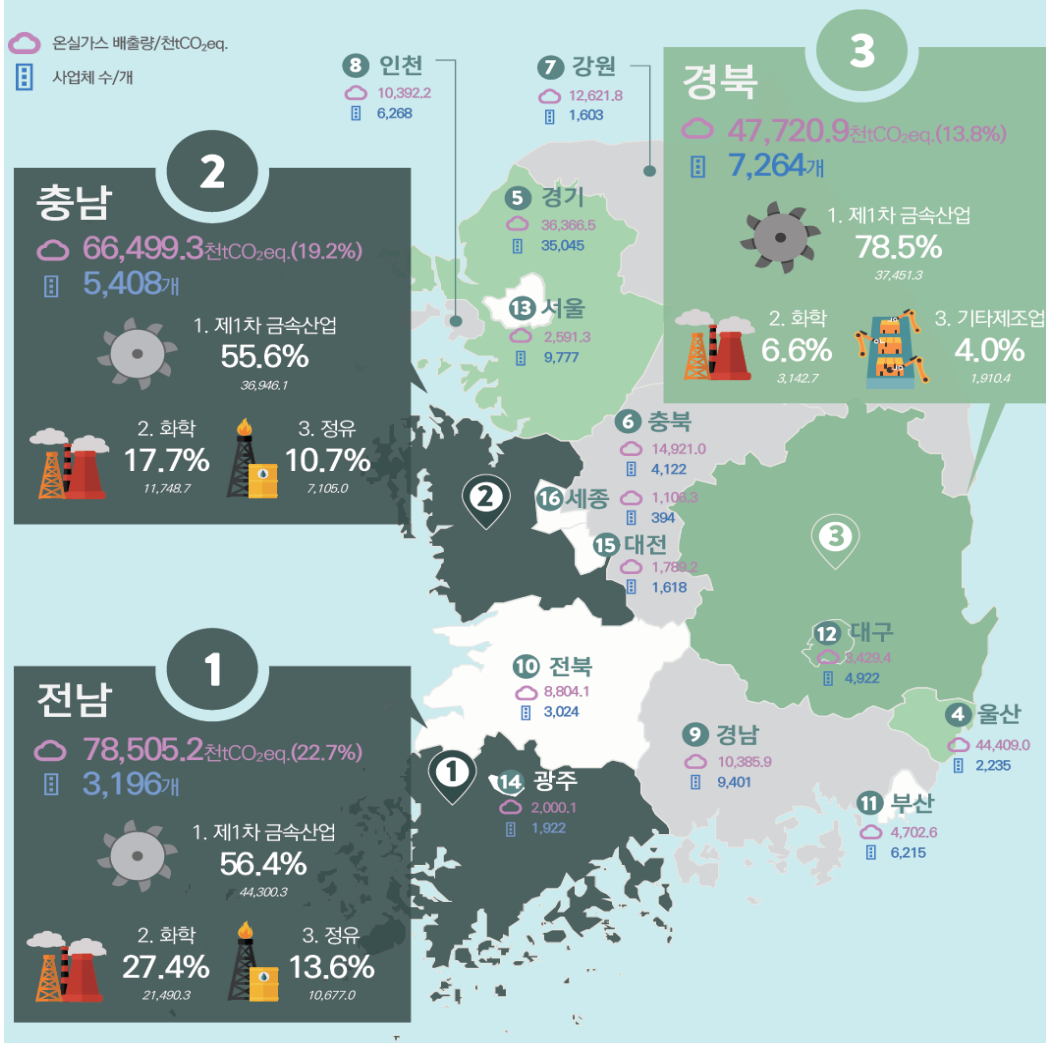 온실가스 배출량/천tCO₂eq.
사업체 수/개
8 인천
10,392.2
6,268
7 강원
12,621.8
1,603
3
경북
47,720.9천tCO₂eq.(13.8%)
7,264개
1. 제1차 금속산업
78.5%
37,451.3
2. 화학
6.6%
3,142.7
3. 기타제조업
4.0%
1,910.4
2
충남
66,499.3천tCO₂eq.(19.2%)
5,408개
1. 제1차 금속산업
55.6%
36,946.1
2. 화학
17.7%
11,748.7
3. 정유
10.7%
7,105.0
5 경기
36,366.5
35,045
13 서울
2,591.3
9,777
6 충북
14,921.0
4,122
2
16 세종
1,106.3
394
3
15 대전
1,789.2
1,618
12 대구
3,429.4
4,922
10 전북
8,804.1
3,024
4 울산
44,409.0
2,235
9 경남
10,385.9
9,401
11 부산
4,702.6
6,215
1
14 광주
2,000.1
1,922
1
전남
78,505.2천tCO₂eq.(22.7%)
3,196개
1. 제1차 금속산업
56.4%
44,300.3
2. 화학
27.4%
21,490.3
3. 정유
13.6%
10,677.0